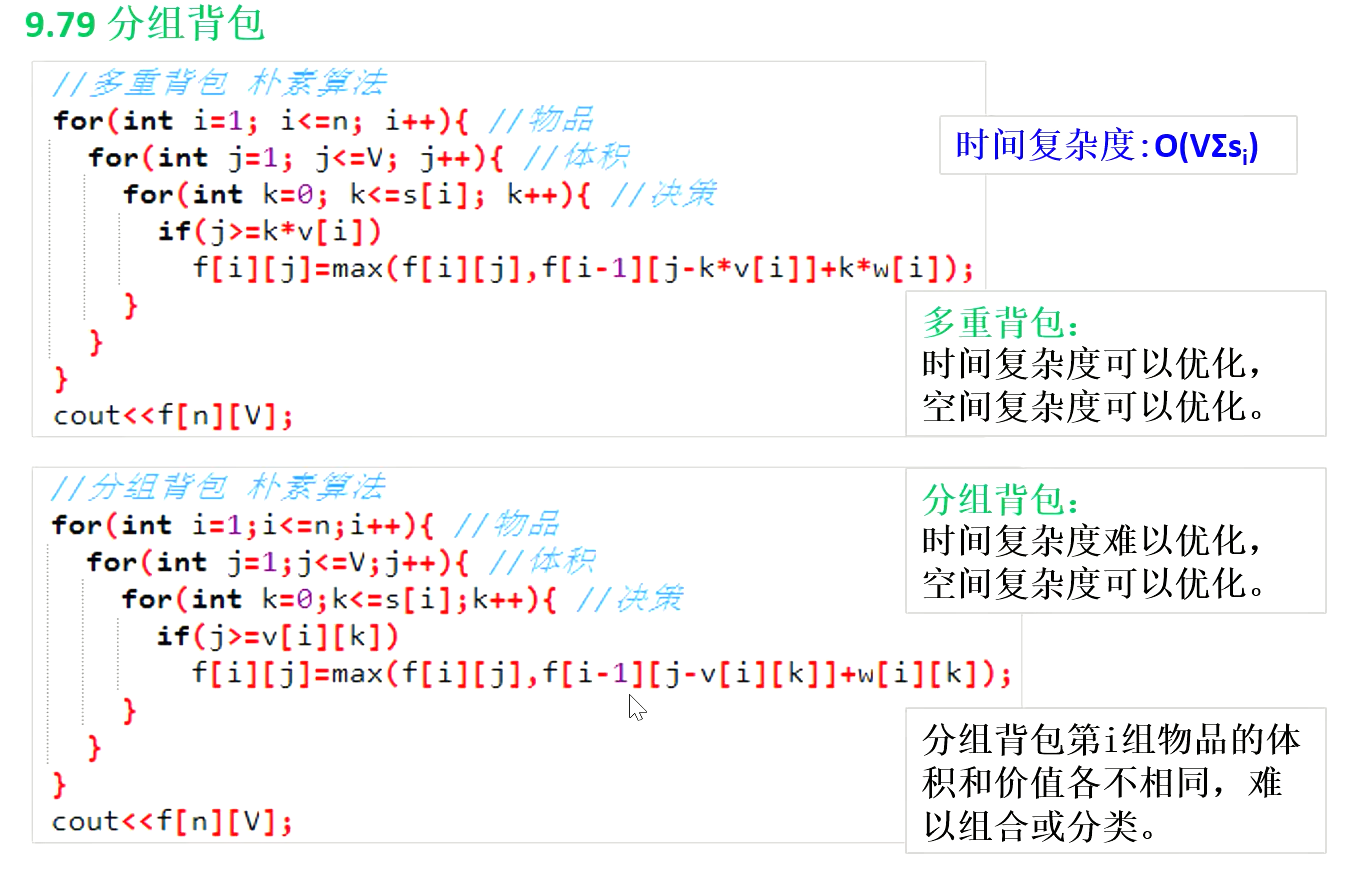 9.79 分组背包
//多重背包 朴素算法
for(int i=1; i<=n; i++){ //物品
for(int j=1; j<=V; j++){ //体积
for(int k=0; k<=s[i]; k++){ //决策
if(j>=k*v[i])
f[i][j]=max(f[i][j],f[i-1][j-k*v[i]]+k*w[i]);
}
}
}
cout<<f[n][V];
时间复杂度:O(VΣsi)
多重背包：
时间复杂度可以优化，
空间复杂度可以优化。
//分组背包 朴素算法
for(int i=1;i<=n;i++){ //物品
for(int j=1;j<=V;j++){ //体积
for(int k=0;k<=s[i];k++){ //决策
if(j>=v[i][k])
f[i][j]=max(f[i][j],f[i-1][j-v[i][k]]+w[i][k]);
}
}
}
cout<<f[n][V];
分组背包：
时间复杂度难以优化，
空间复杂度可以优化。
分组背包第i组物品的体
积和价值各不相同，难
以组合或分类。